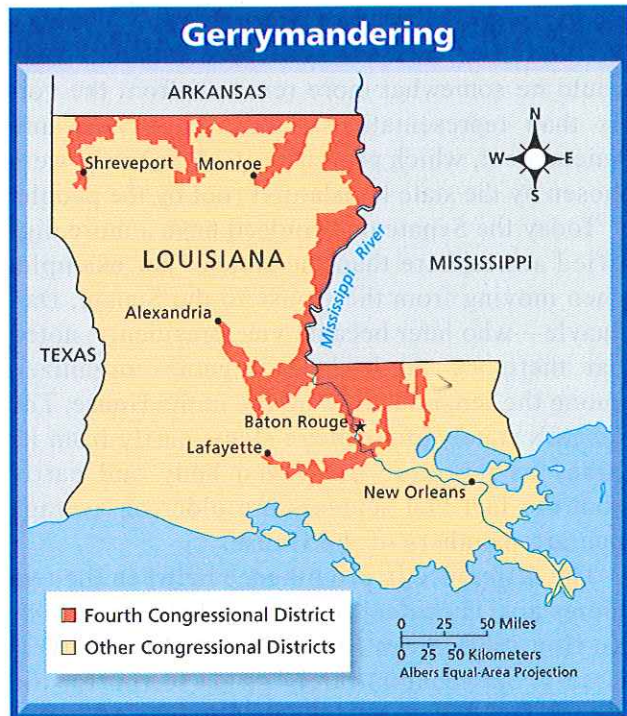 Gerrymandering
ARKANSAS
N
W E
S
Shreveport
Monroe
LOUISIANA
Mississippi River
MISSISSIPPI
Alexandria
TEXAS
Baton Rouge
Lafayette
New Orleans
Fourth Congressional District
Other Congressional Districts
0 25 50 Miles
0 25 50 Kilometers
Albers Equal-Area Projection